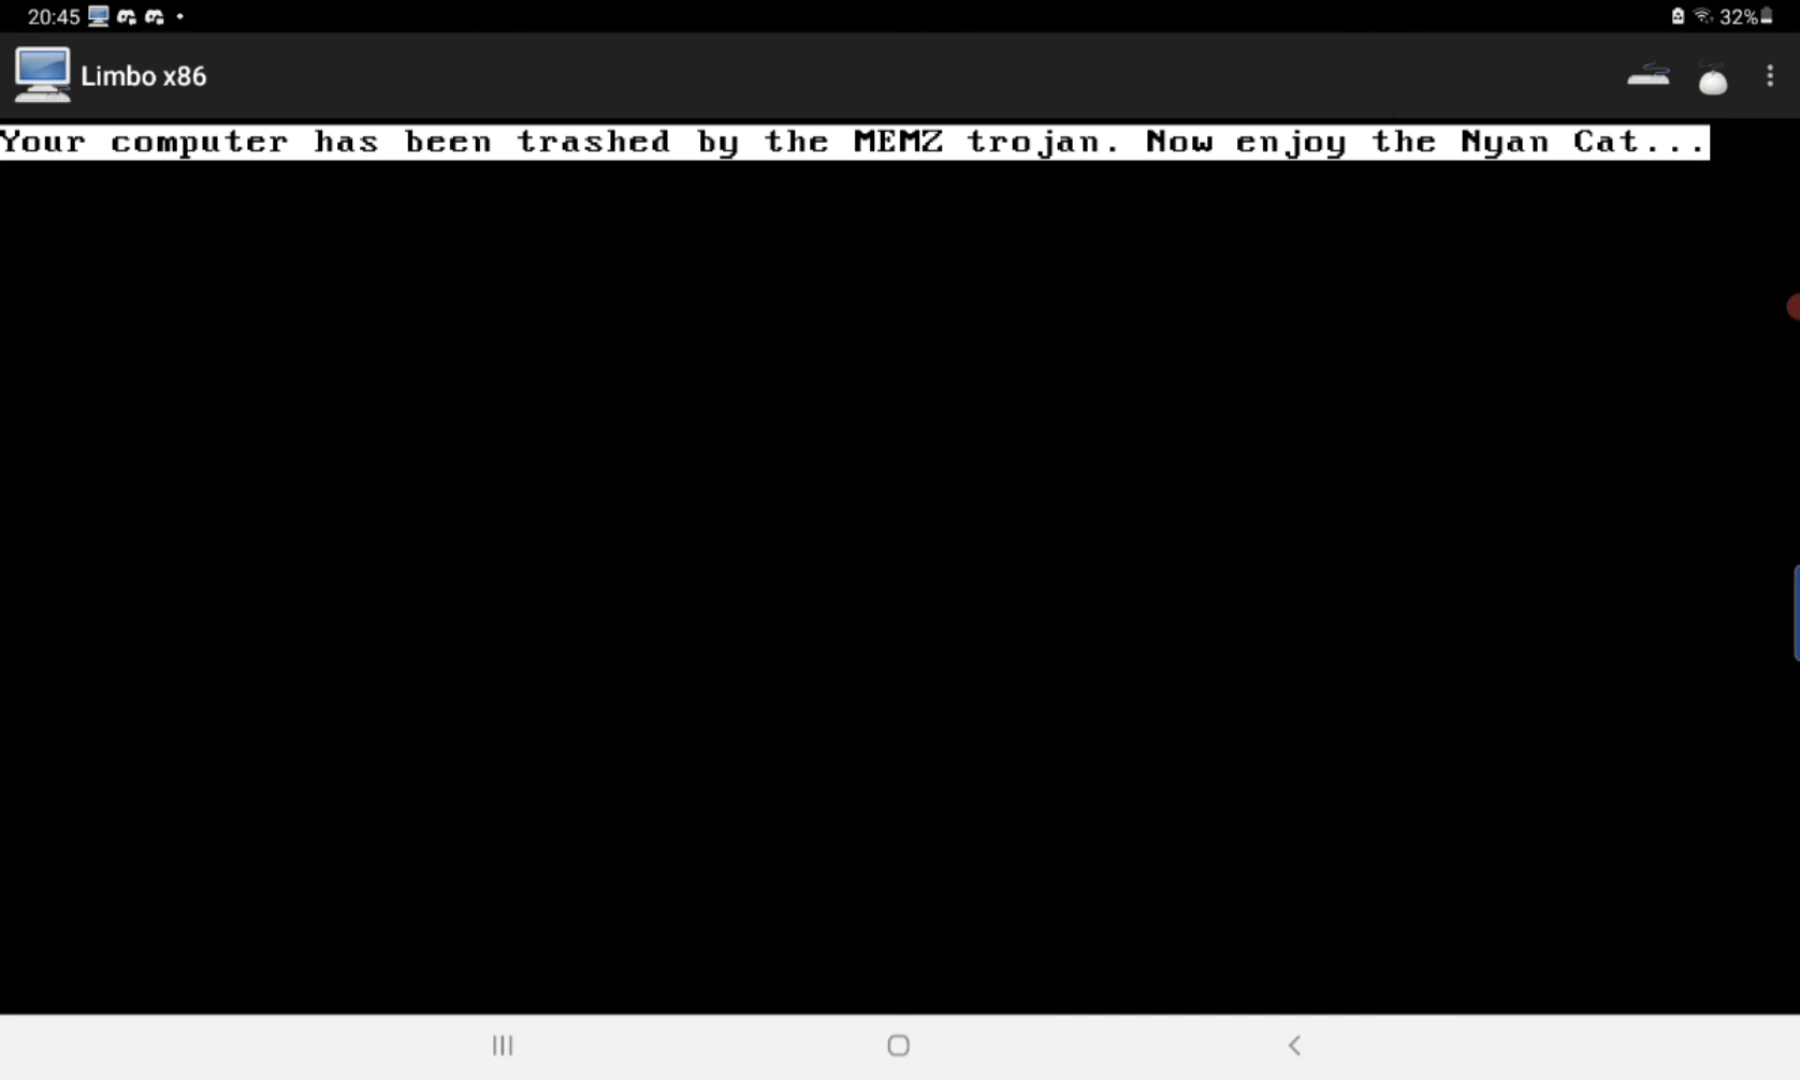 20:45
32%
Limbo x86
Your computer has been trashed by the MEMZ trojan. Now enjoy the Nyan Cat...